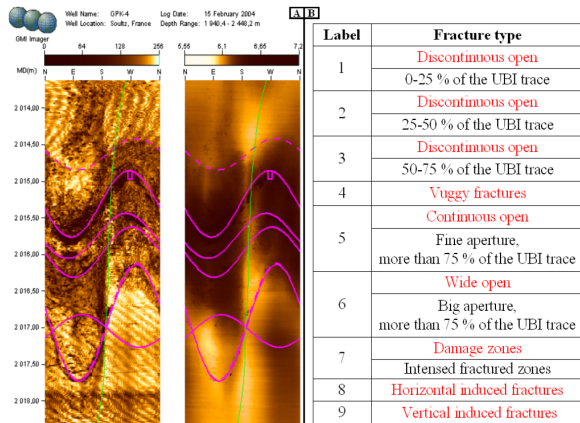 Well Name: GPK-4 Log Date: 15 February 2004
Well Location: Soultz, France Depth Range: 1 940,4 - 2 448,2 m
GMI Imager
A B
0 64 128 256
5,55 6,1 6,65 7,2
MD(m) N E S W N N E S W N
2 014,00
2 014,50
2 015,00
2 015,50
2 016,00
2 016,50
2 017,00
2 017,50
2 018,00
Label Fracture type
1 Discontinuous open
0-25 % of the UBI trace
2 Discontinuous open
25-50 % of the UBI trace
3 Discontinuous open
50-75 % of the UBI trace
4 Vuggy fractures
5 Continuous open
Fine aperture,
more than 75 % of the UBI trace
6 Wide open
Big aperture,
more than 75 % of the UBI trace
7 Damage zones
Intensed fractured zones
8 Horizontal induced fractures
9 Vertical induced fractures